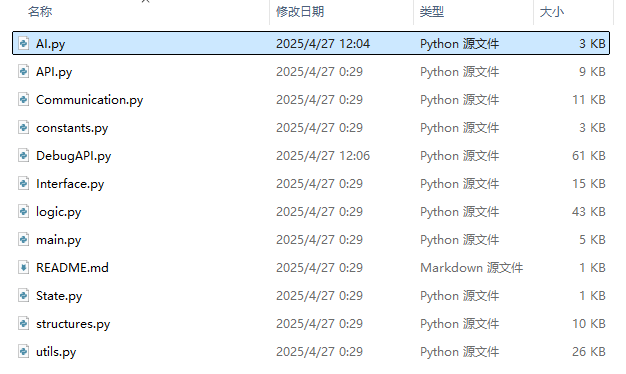 名称 修改日期 类型 大小
AI.py 2025/4/27 12:04 Python 源文件 3 KB
API.py 2025/4/27 0:29 Python 源文件 9 KB
Communication.py 2025/4/27 0:29 Python 源文件 11 KB
constants.py 2025/4/27 0:29 Python 源文件 3 KB
DebugAPI.py 2025/4/27 12:06 Python 源文件 61 KB
Interface.py 2025/4/27 0:29 Python 源文件 15 KB
logic.py 2025/4/27 0:29 Python 源文件 43 KB
main.py 2025/4/27 0:29 Python 源文件 5 KB
README.md 2025/4/27 0:29 Markdown 源文件 1 KB
State.py 2025/4/27 0:29 Python 源文件 1 KB
structures.py 2025/4/27 0:29 Python 源文件 10 KB
utils.py 2025/4/27 0:29 Python 源文件 26 KB